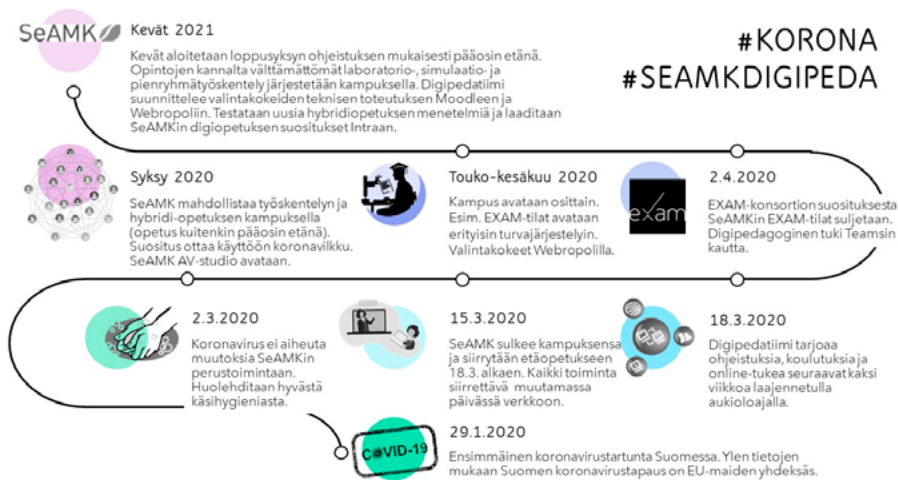 SeAMK
Kevät 2021
Kevät aloitetaan loppusyksyn ohjeistuksen mukaisesti pääosin etänä.
Opintojen kannalta välttämättömät laboratorio-, simulaatio- ja
pienryhmätyöskentely järjestetään kampuksella. Digipedatiimi
suunnittelee valintakokeiden teknisen toteutuksen Moodleen ja
Webropoliin. Testataan uusia hybridiopetuksen menetelmiä ja laaditaan
SeAMKin digiopetuksen suositukset Intraan.
#KORONA
#SEAMKDIGIPEDA
Syksy 2020
SeAMK mahdollistaa työskentelyn ja
hybridi-opetuksen kampuksella
(opetus kuitenkin pääosin etänä).
Suositus ottaa käyttöön koronavilkku.
SeAMK AV-studio avataan.
Touko-kesäkuu 2020
Kampus avataan osittain.
Esim. EXAM-tilat avataan
erityisin turvajärjestelyin.
Valintakokeet Webropolilla.
exam
2.4.2020
EXAM-konsortion suosituksesta
SeAMKin EXAM-tilat suljetaan.
Digipedagoginen tuki Teamsin
kautta.
2.3.2020
Koronavirus ei aiheuta
muutoksia SeAMKin
perustoimintaan.
Huolehditaan hyvästä
käsihygieniasta.
15.3.2020
SeAMK sulkee kampuksensa
ja siirrytään etäopetukseen
18.3. alkaen. Kaikki toiminta
siirrettävä muutamassa
päivässä verkkoon.
18.3.2020
Digipedatiimi tarjoaa
ohjeistuksia, koulutuksia ja
online-tukea seuraavat kaksi
viikkoa laajennetulla
aukioloajalla.
COVID-19
29.1.2020
Ensimmäinen koronavirustartunta Suomessa. Ylen tietojen
mukaan Suomen koronavirustapaus on EU-maiden yhdeksäs.